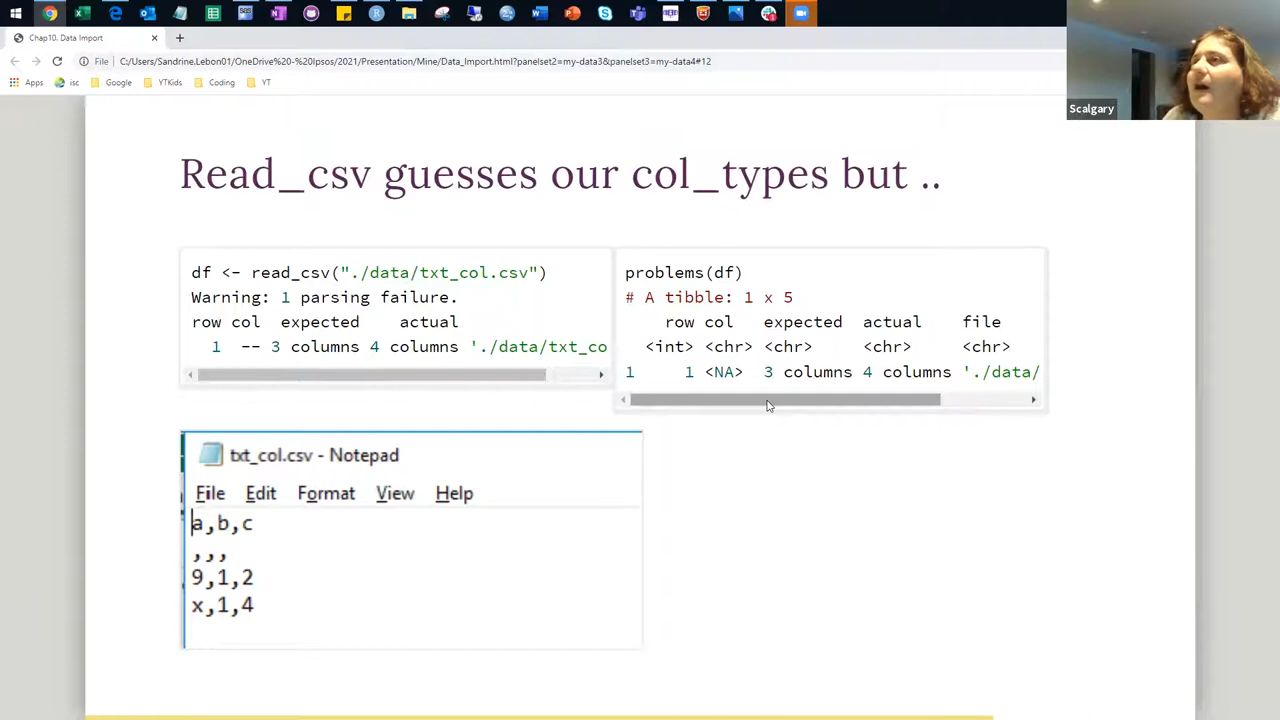 Chap10. Data Import
File
C:/Users/Sandrine.Lebon01/OneDrive%20-%20Ipsos/2021/Presentation/Mine/Data_Import.html?panelset2=my-data3&panelset3=my-data4#12
Apps
isc
Google
YTKids
Coding
YT
Scalgary
Read_csv guesses our col_types but ..
df <- read_csv("./data/txt_col.csv")
Warning: 1 parsing failure.
row col expected actual
1 -- 3 columns 4 columns './data/txt_co
problems(df)
# A tibble: 1 x 5
row col expected actual file
<int> <chr> <chr> <chr> <chr>
1 1 <NA> 3 columns 4 columns './data/
txt_col.csv - Notepad
File Edit Format View Help
a,b,c
,,,
9,1,2
x,1,4